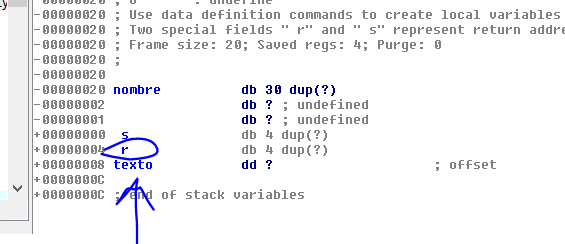 -00000020 ; U : undefine
-00000020 ; Use data definition commands to create local variables
-00000020 ; Two special fields " r" and " s" represent return addre
-00000020 ; Frame size: 20; Saved regs: 4; Purge: 0
-00000020 ;
-00000020
-00000020 nombre db 30 dup(?)
-00000002 db ? ; undefined
-00000001 db ? ; undefined
+00000000 s db 4 dup(?)
+00000004 r db 4 dup(?)
+00000008 texto dd ? ; offset
+0000000C
+0000000C ; end of stack variables